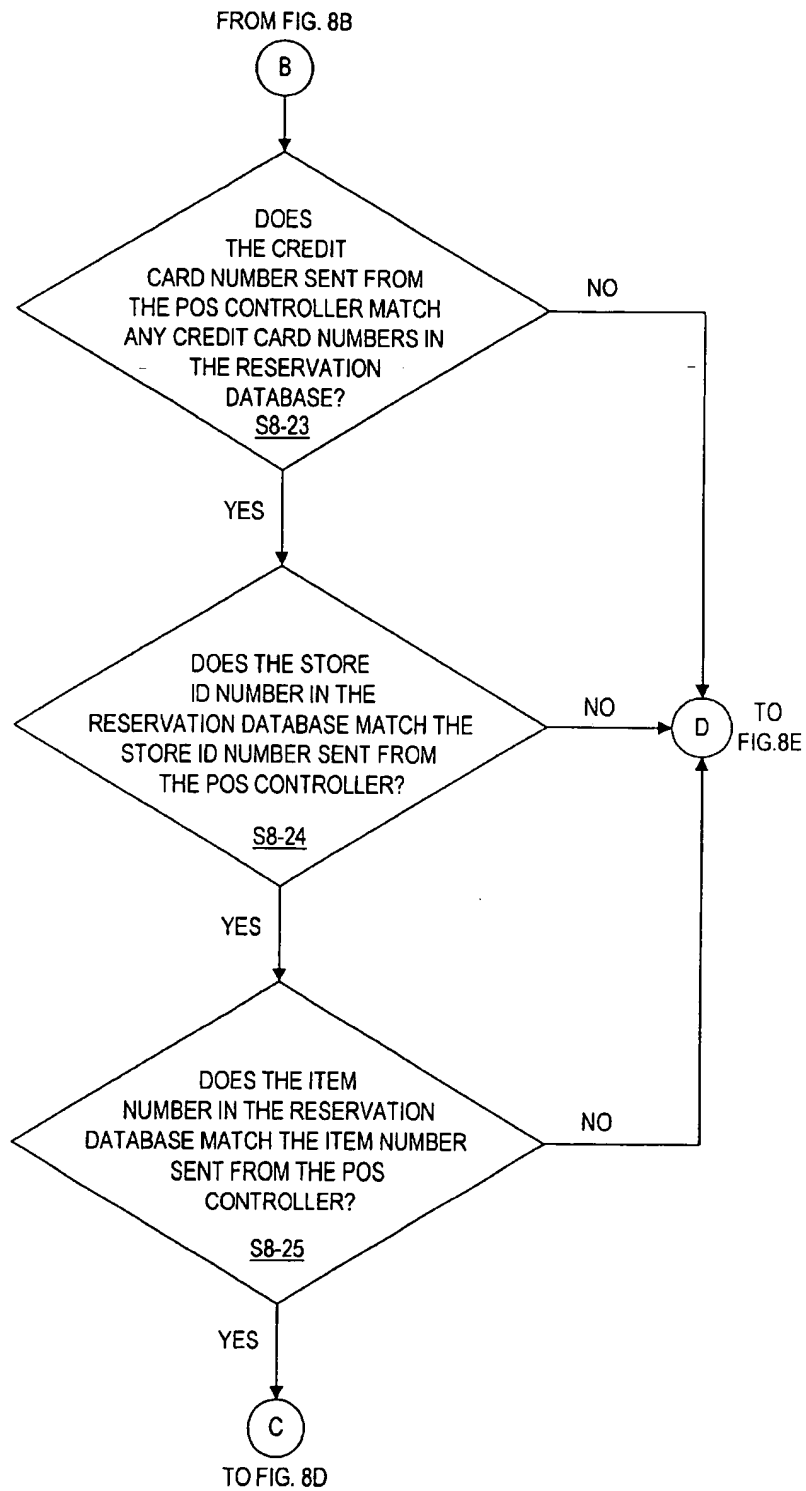 FROM FIG. 8B
B
DOES
THE CREDIT
CARD NUMBER SENT FROM
THE POS CONTROLLER MATCH
ANY CREDIT CARD NUMBERS IN
THE RESERVATION
DATABASE?
S8-23
NO
YES
DOES THE STORE
ID NUMBER IN THE
RESERVATION DATABASE MATCH THE
STORE ID NUMBER SENT FROM
THE POS CONTROLLER?
S8-24
NO
D
TO
FIG.8E
YES
DOES THE ITEM
NUMBER IN THE RESERVATION
DATABASE MATCH THE ITEM NUMBER
SENT FROM THE POS
CONTROLLER?
S8-25
NO
YES
C
TO FIG. 8D